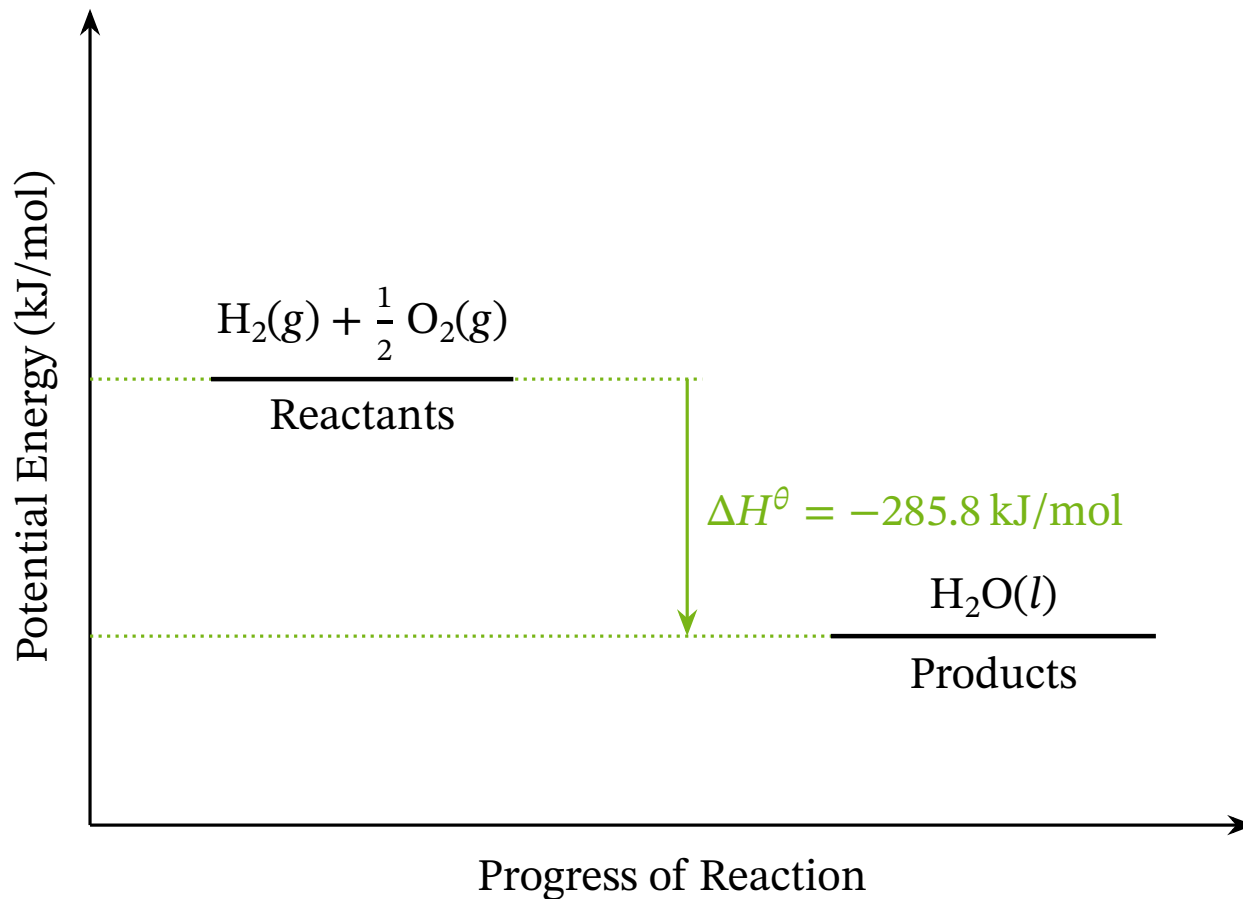 Potential Energy (kJ/mol)
H₂(g) + 1/2 O₂(g)
Reactants
ΔH^θ = −285.8 kJ/mol
H₂O(l)
Products
Progress of Reaction